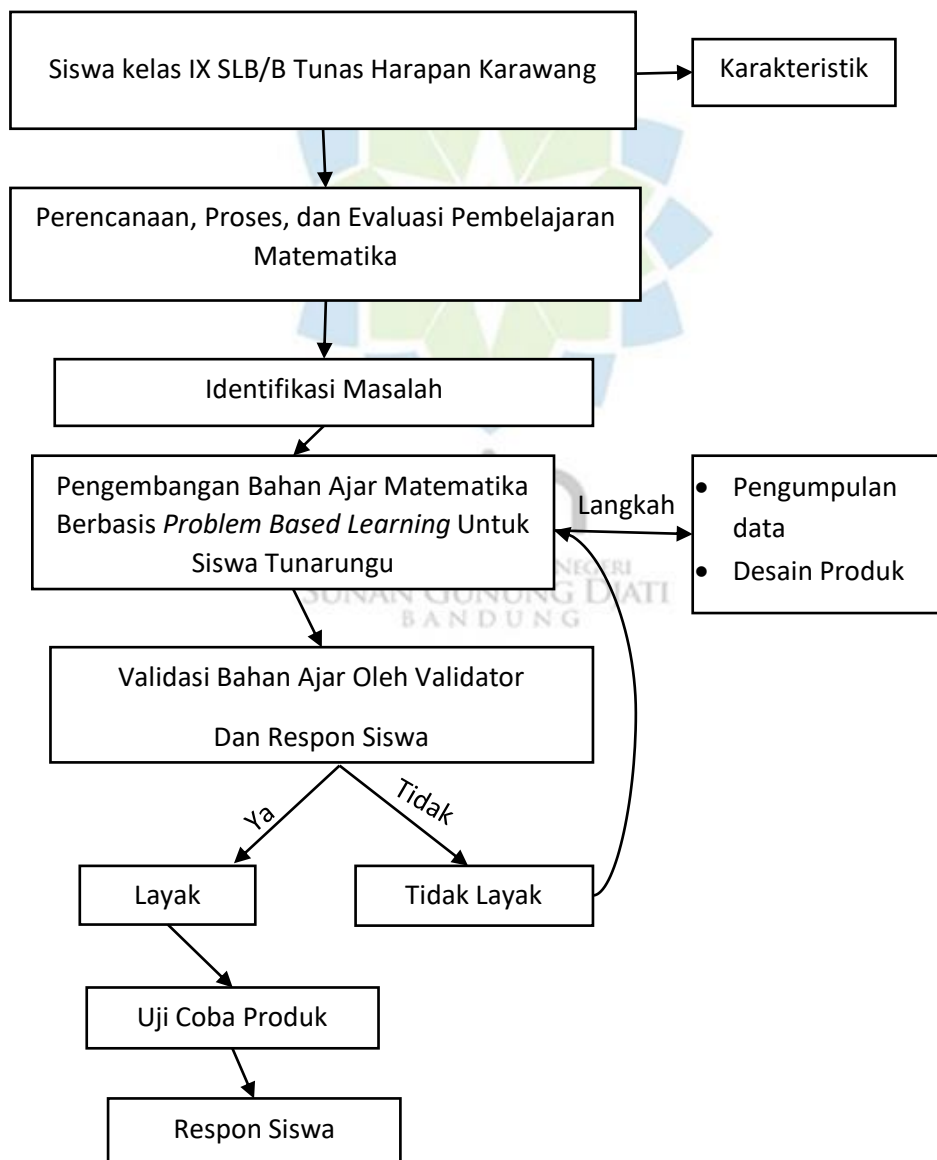 Siswa kelas IX SLB/B Tunas Harapan Karawang
Karakteristik
Perencanaan, Proses, dan Evaluasi Pembelajaran
Matematika
Identifikasi Masalah
Pengembangan Bahan Ajar Matematika
Berbasis Problem Based Learning Untuk
Siswa Tunarungu
Langkah
• Pengumpulan
data
• Desain Produk
NEGERI
SUNAN GUNUNG DJATI
BANDUNG
Validasi Bahan Ajar Oleh Validator
Dan Respon Siswa
Ya
Tidak
Layak
Tidak Layak
Uji Coba Produk
Respon Siswa